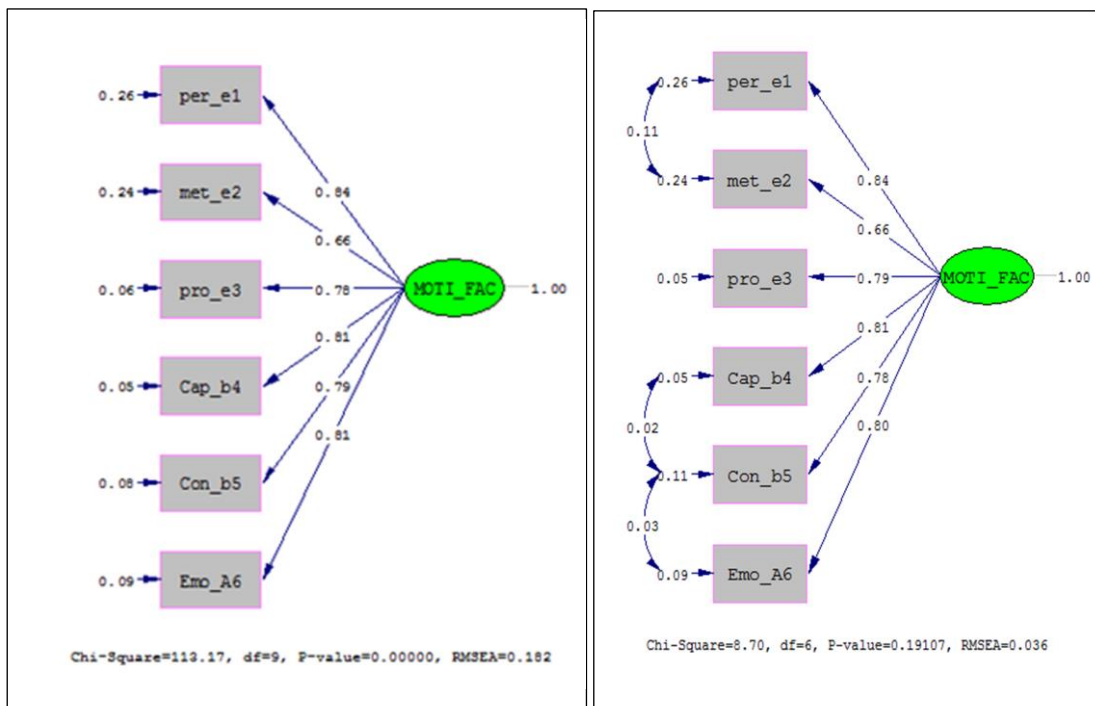 0.26 per_e1
0.84
0.24 met_e2
0.66
0.06 pro_e3
0.78
MOTI_FAC 1.00
0.81
0.05 Cap_b4
0.79
0.81
0.08 Con_b5
0.09 Emo_A6
Chi-Square=113.17, df=9, P-value=0.00000, RMSEA=0.182
0.26 per_e1
0.11
0.84
0.24 met_e2
0.66
0.05 pro_e3
0.79
MOTI_FAC 1.00
0.81
0.05 Cap_b4
0.78
0.02
0.80
0.11 Con_b5
0.03
0.09 Emo_A6
Chi-Square=8.70, df=6, P-value=0.19107, RMSEA=0.036